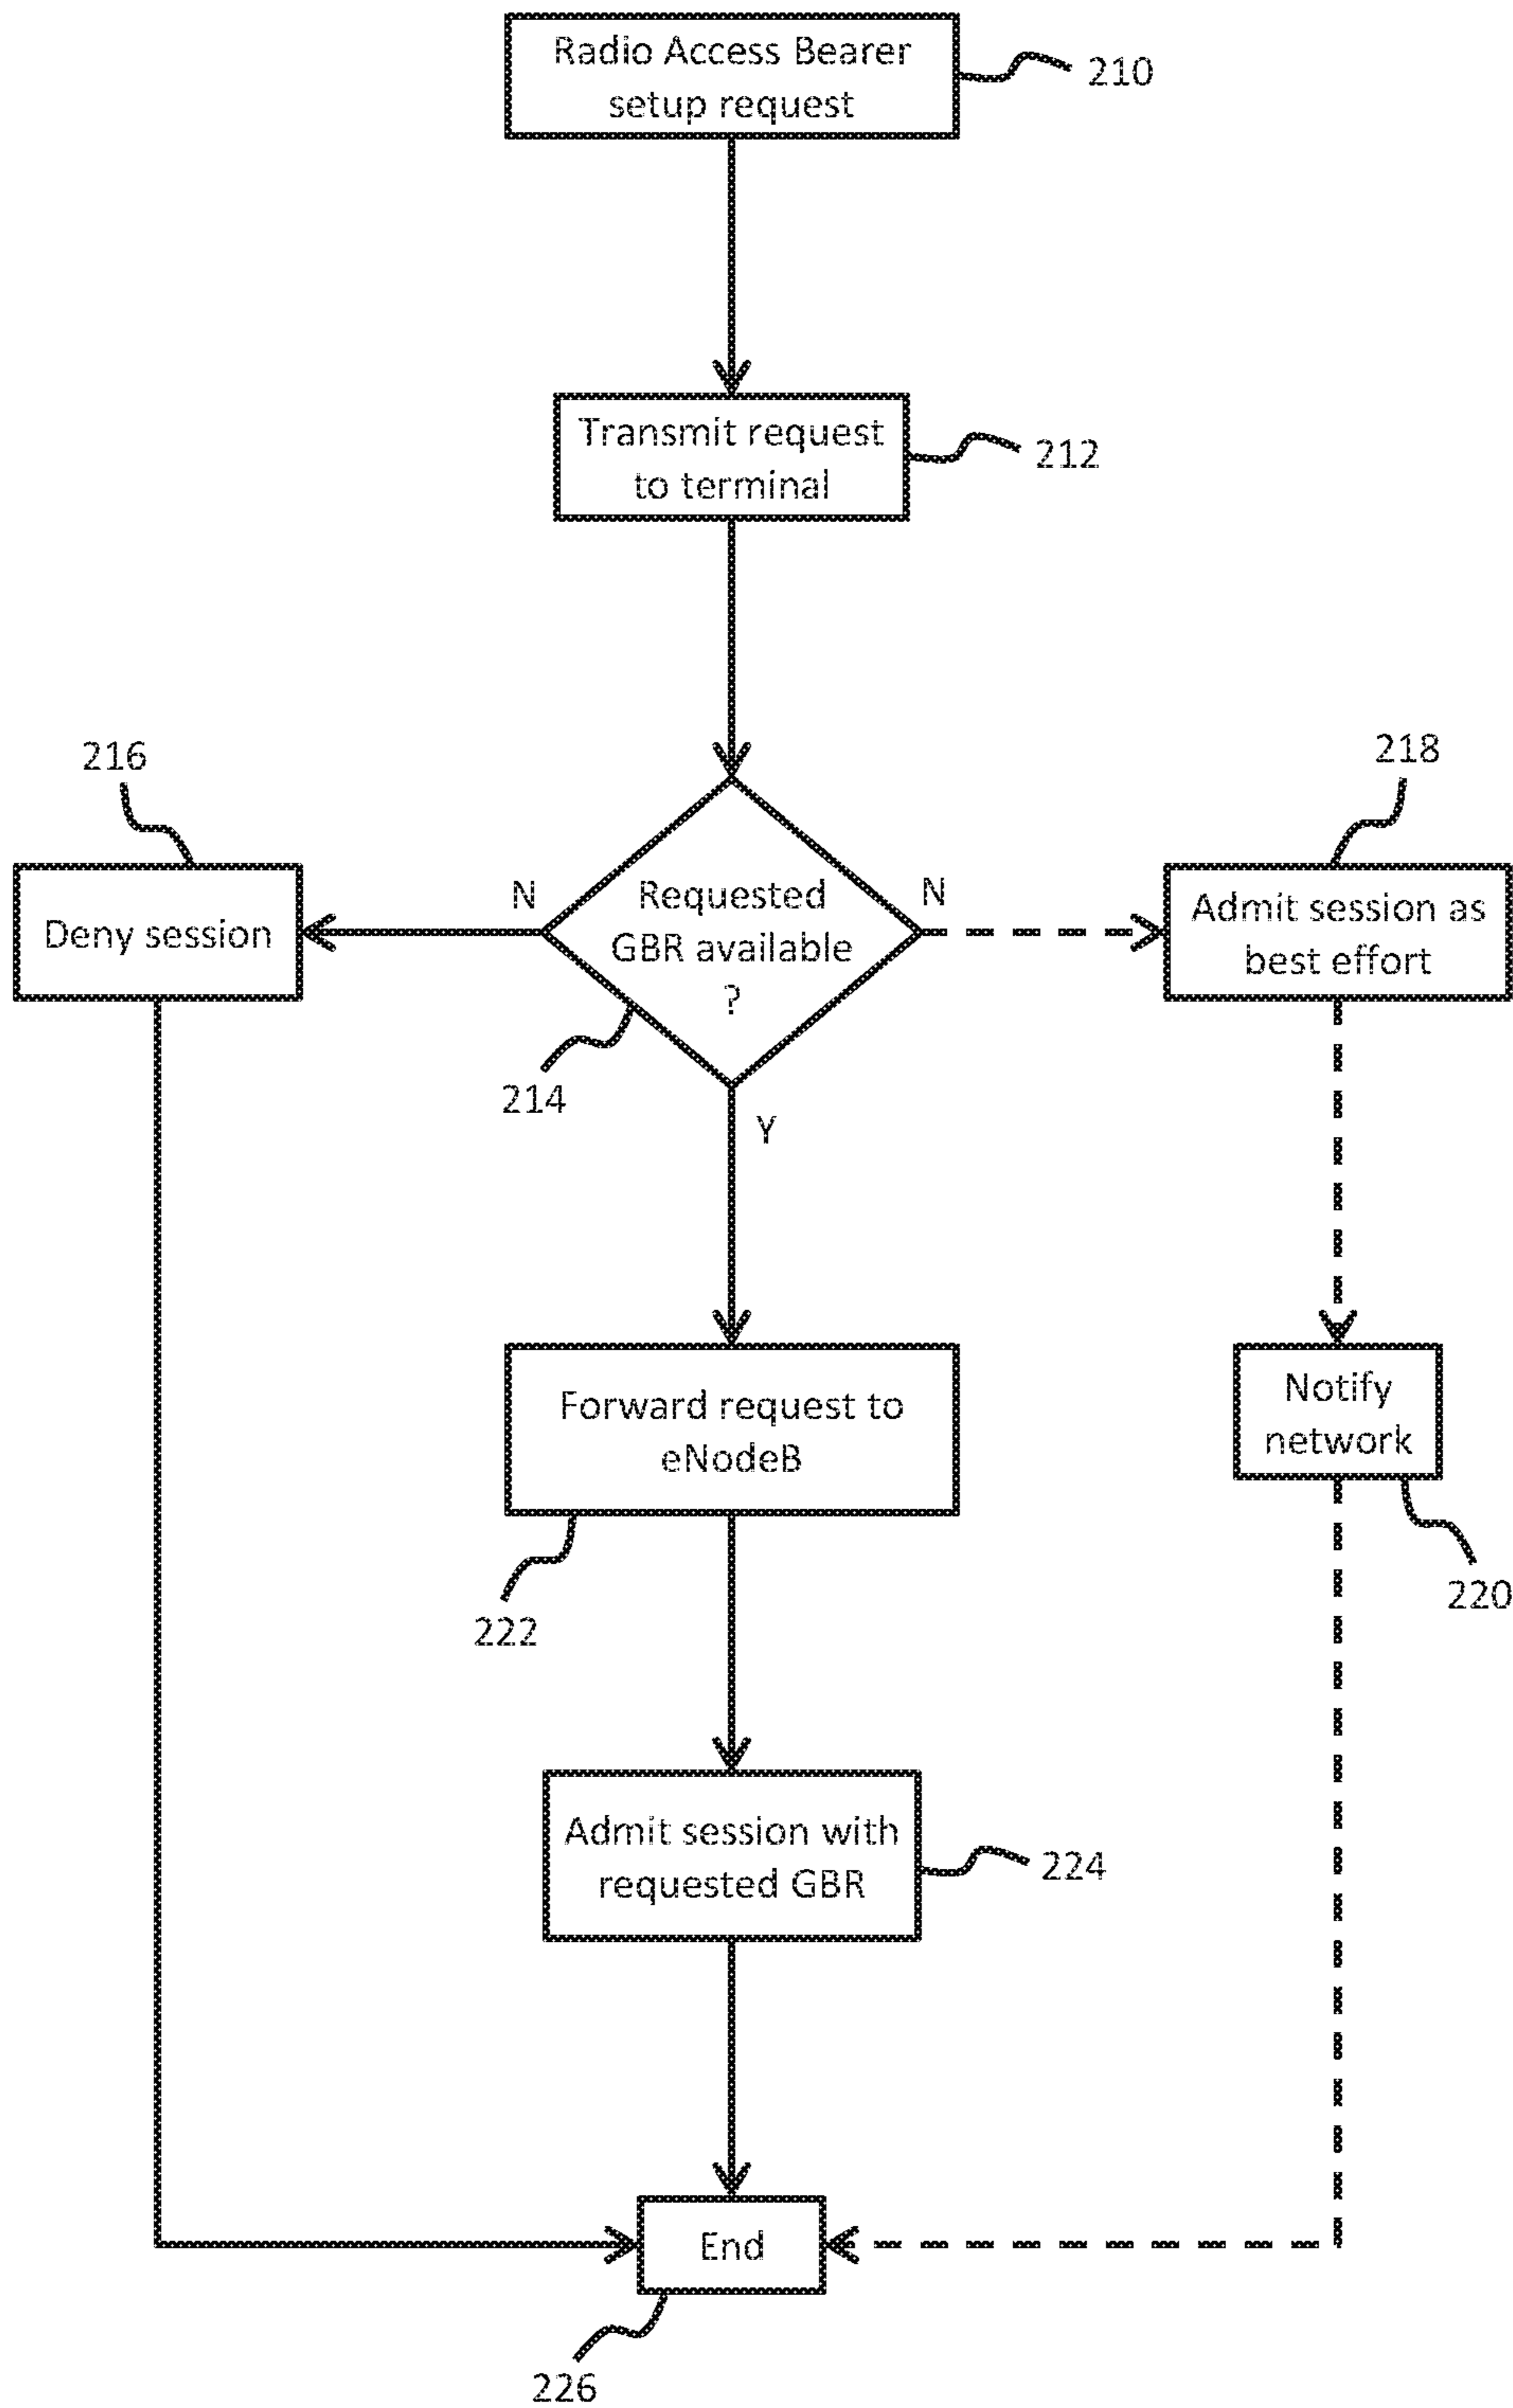 Radio Access Bearer
setup request
210
Transmit request
to terminal
212
216
218
Deny session
N
Requested
GBR available
?
N
Admit session as
best effort
214
Y
Forward request to
eNodeB
Notify
network
222
220
Admit session with
requested GBR
224
End
226